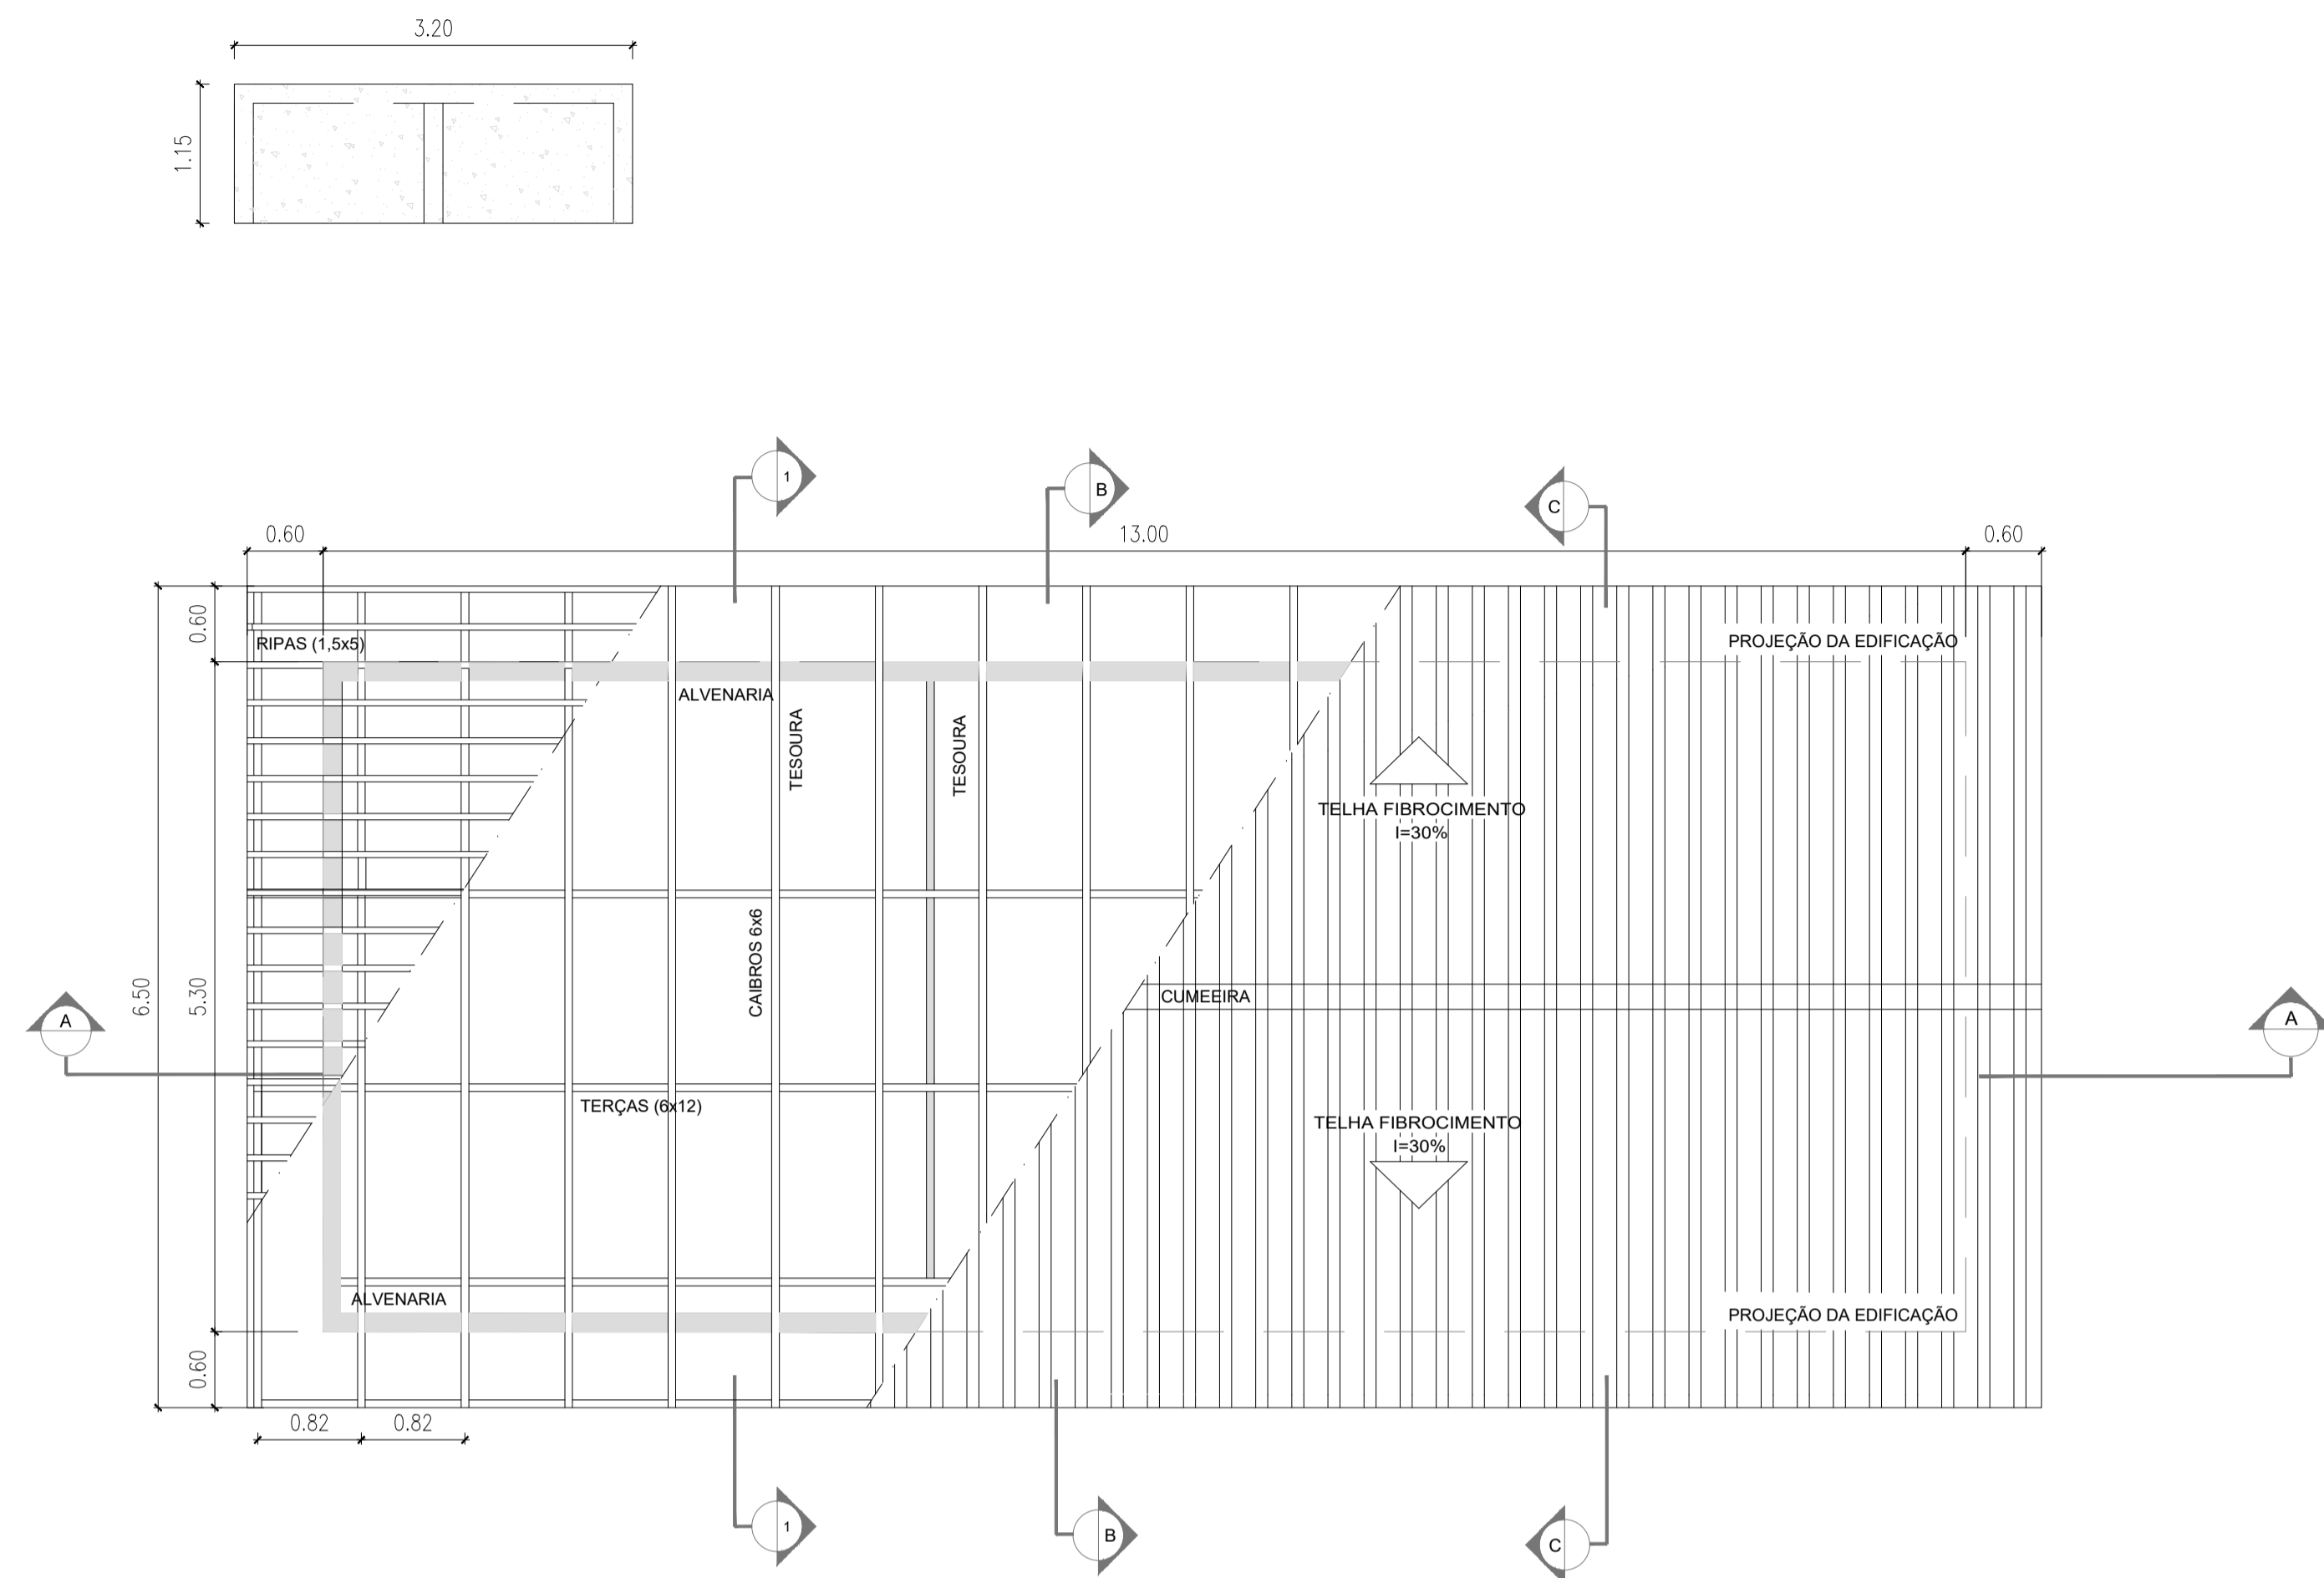 3.20
1.15
1
B
C
0.60
13.00
0.60
0.60
RIPAS (1,5x5)
PROJEÇÃO DA EDIFICAÇÃO
ALVENARIA
TESOURA
TESOURA
TELHA FIBROCIMENTO
I=30%
CAIBROS 6x6
6.50
5.30
CUMEEIRA
A
A
TERÇAS (6x12)
TELHA FIBROCIMENTO
I=30%
ALVENARIA
PROJEÇÃO DA EDIFICAÇÃO
0.60
0.82
0.82
1
B
C